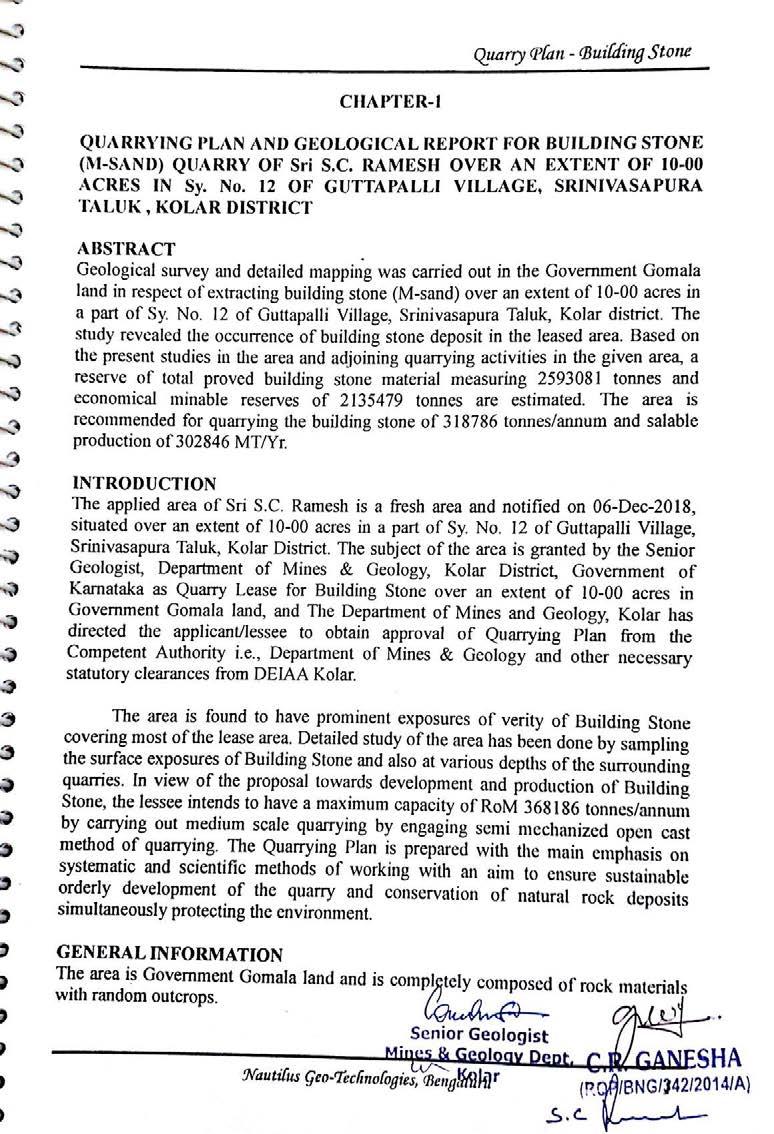 Quarry Plan - Building Stone
CHAPTER-1
QUARRYING PLAN AND GEOLOGICAL REPORT FOR BUILDING STONE
(M-SAND) QUARRY OF Sri S.C. RAMESH OVER AN EXTENT OF 10-00
ACRES IN Sy. No. 12 OF GUTTAPALLI VILLAGE, SRINIVASAPURA
TALUK , KOLAR DISTRICT
ABSTRACT
Geological survey and detailed mapping was carried out in the Government Gomala
land in respect of extracting building stone (M-sand) over an extent of 10-00 acres in
a part of Sy. No. 12 of Guttapalli Village, Srinivasapura Taluk, Kolar district. The
study revealed the occurrence of building stone deposit in the leased area. Based on
the present studies in the area and adjoining quarrying activities in the given area, a
reserve of total proved building stone material measuring 2593081 tonnes and
economical minable reserves of 2135479 tonnes are estimated. The area is
recommended for quarrying the building stone of 318786 tonnes/annum and salable
production of 302846 MT/Yr.
INTRODUCTION
The applied area of Sri S.C. Ramesh is a fresh area and notified on 06-Dec-2018,
situated over an extent of 10-00 acres in a part of Sy. No. 12 of Guttapalli Village,
Srinivasapura Taluk, Kolar District. The subject of the area is granted by the Senior
Geologist, Department of Mines & Geology, Kolar District, Government of
Karnataka as Quarry Lease for Building Stone over an extent of 10-00 acres in
Government Gomala land, and The Department of Mines and Geology, Kolar has
directed the applicant/lessee to obtain approval of Quarrying Plan from the
Competent Authority i.e., Department of Mines & Geology and other necessary
statutory clearances from DEIAA Kolar.
The area is found to have prominent exposures of verity of Building Stone
covering most of the lease area. Detailed study of the area has been done by sampling
the surface exposures of Building Stone and also at various depths of the surrounding
quarries. In view of the proposal towards development and production of Building
Stone, the lessee intends to have a maximum capacity of RoM 368186 tonnes/annum
by carrying out medium scale quarrying by engaging semi mechanized open cast
method of quarrying. The Quarrying Plan is prepared with the main emphasis on
systematic and scientific methods of working with an aim to ensure sustainable
orderly development of the quarry and conservation of natural rock deposits
simultaneously protecting the environment.
GENERAL INFORMATION
The area is Government Gomala land and is completely composed of rock materials
with random outcrops.
Senior Geologist
Mines & Geology Dept.
Kolar
C.R. GANESHA
(RQP/BNG/342/2014/A)
Nautilus Geo-Technologies,
S.C